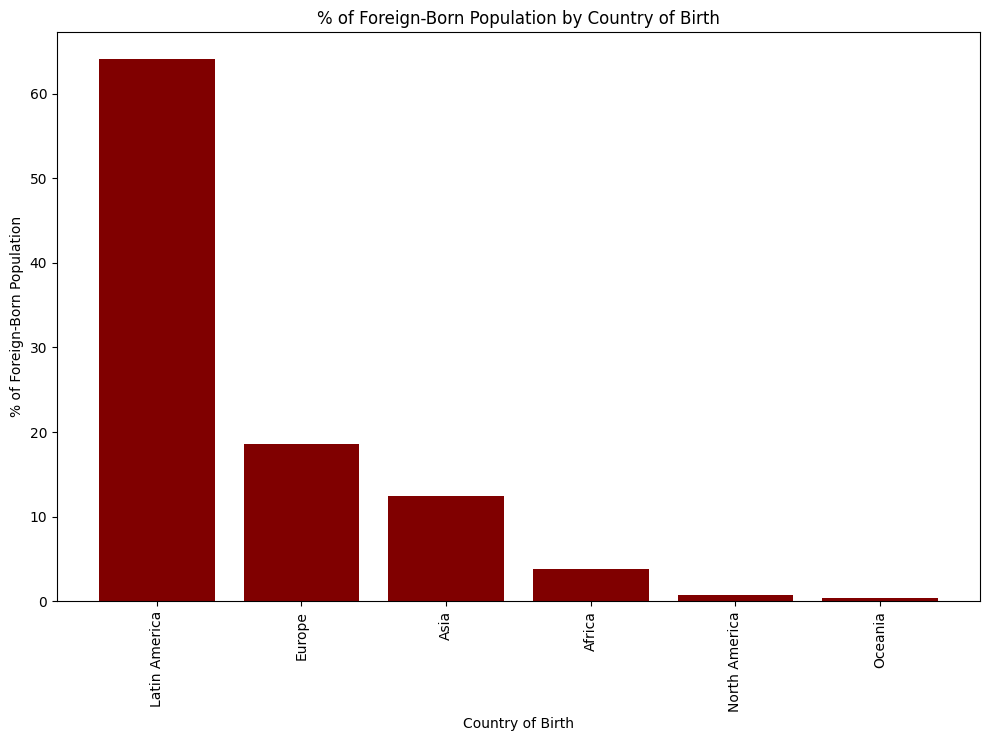 % of Foreign-Born Population by Country of Birth
% of Foreign-Born Population
60
50
40
30
20
10
0
Latin America
Europe
Asia
Africa
North America
Oceania
Country of Birth